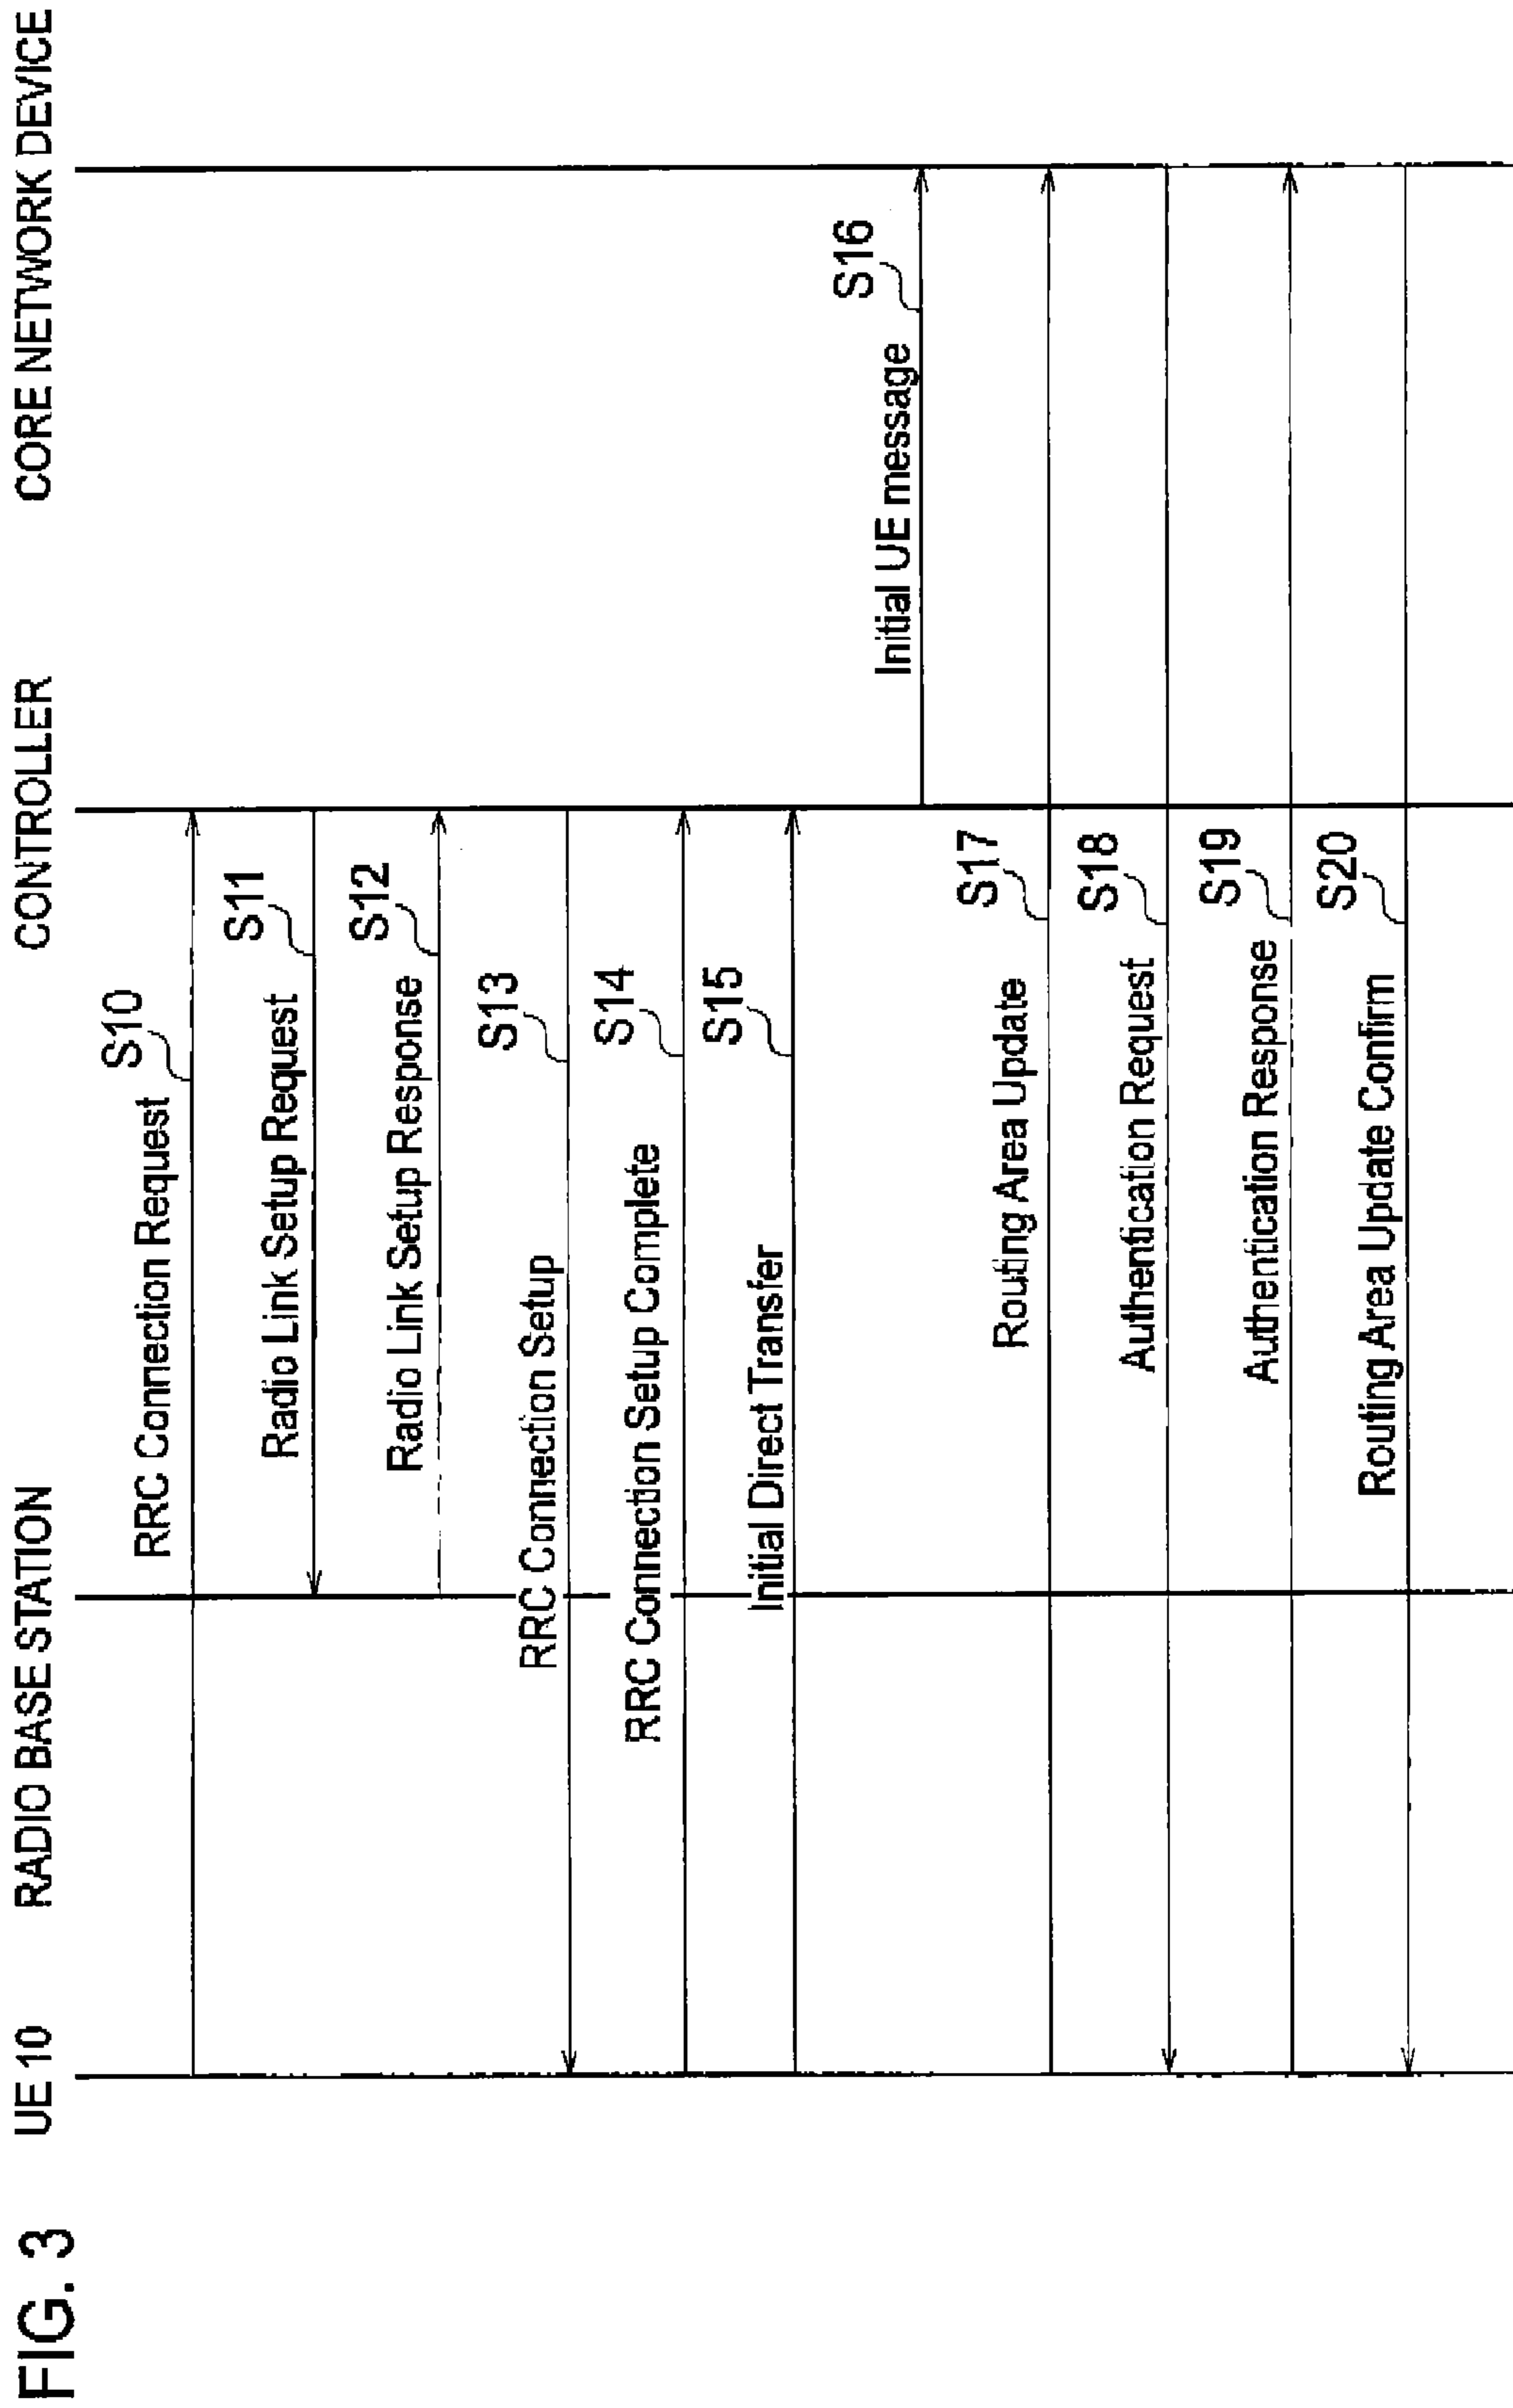 FIG. 3
UE 10
RADIO BASE STATION
CONTROLLER
CORE NETWORK DEVICE
RRC Connection Request
S10
Radio Link Setup Request
S11
Radio Link Setup Response
S12
RRC Connection Setup
S13
RRC Connection Setup Complete
S14
Initial Direct Transfer
S15
Initial UE message
S16
Routing Area Update
S17
Authentication Request
S18
Authentication Response
S19
Routing Area Update Confirm
S20